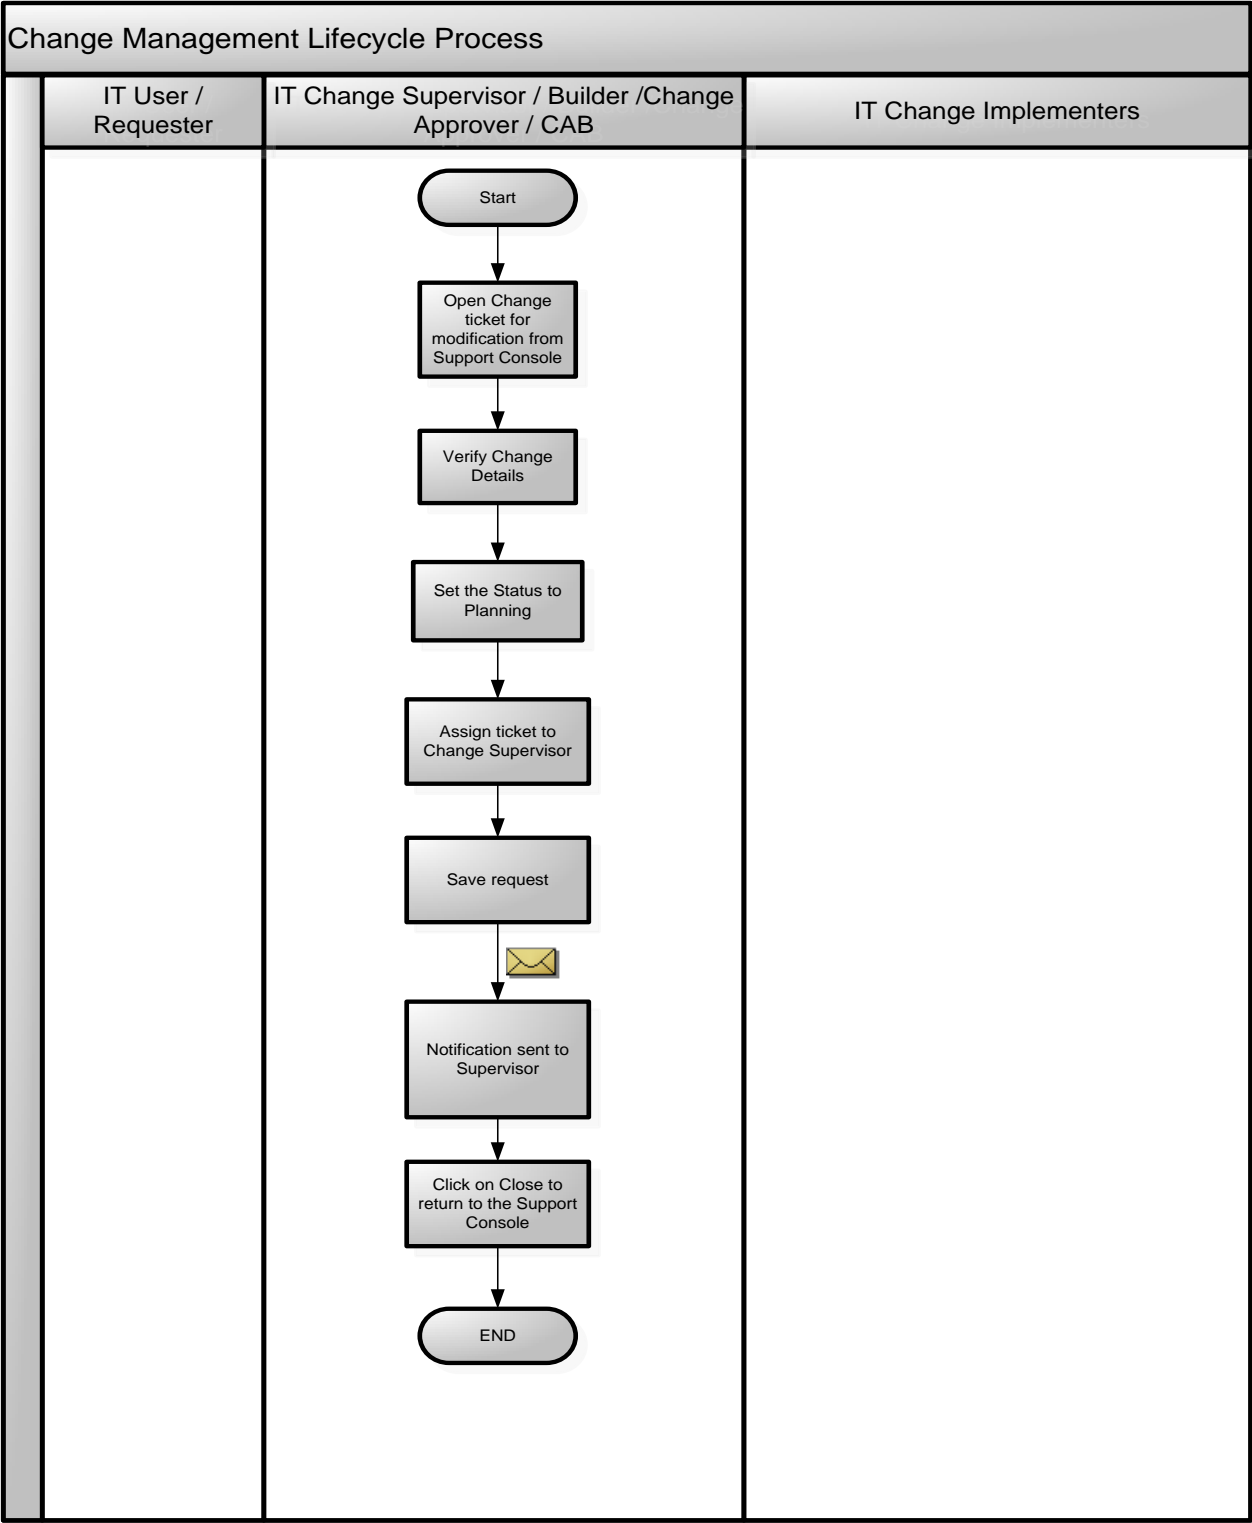 Change Management Lifecycle Process
IT User /
Requester
IT Change Supervisor / Builder /Change
Approver / CAB
IT Change Implementers
Start
Open Change
ticket for
modification from
Support Console
Verify Change
Details
Set the Status to
Planning
Assign ticket to
Change Supervisor
Save request
Notification sent to
Supervisor
Click on Close to
return to the Support
Console
END